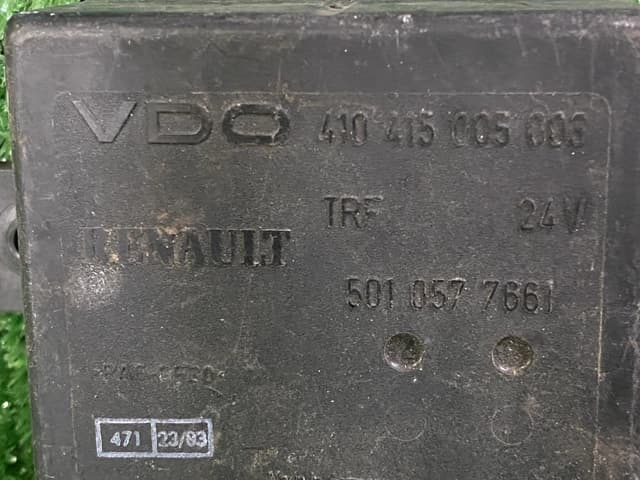 VDO 410 415 005 003
TRF 24V
RENAULT
501 057 7661
471 23/93